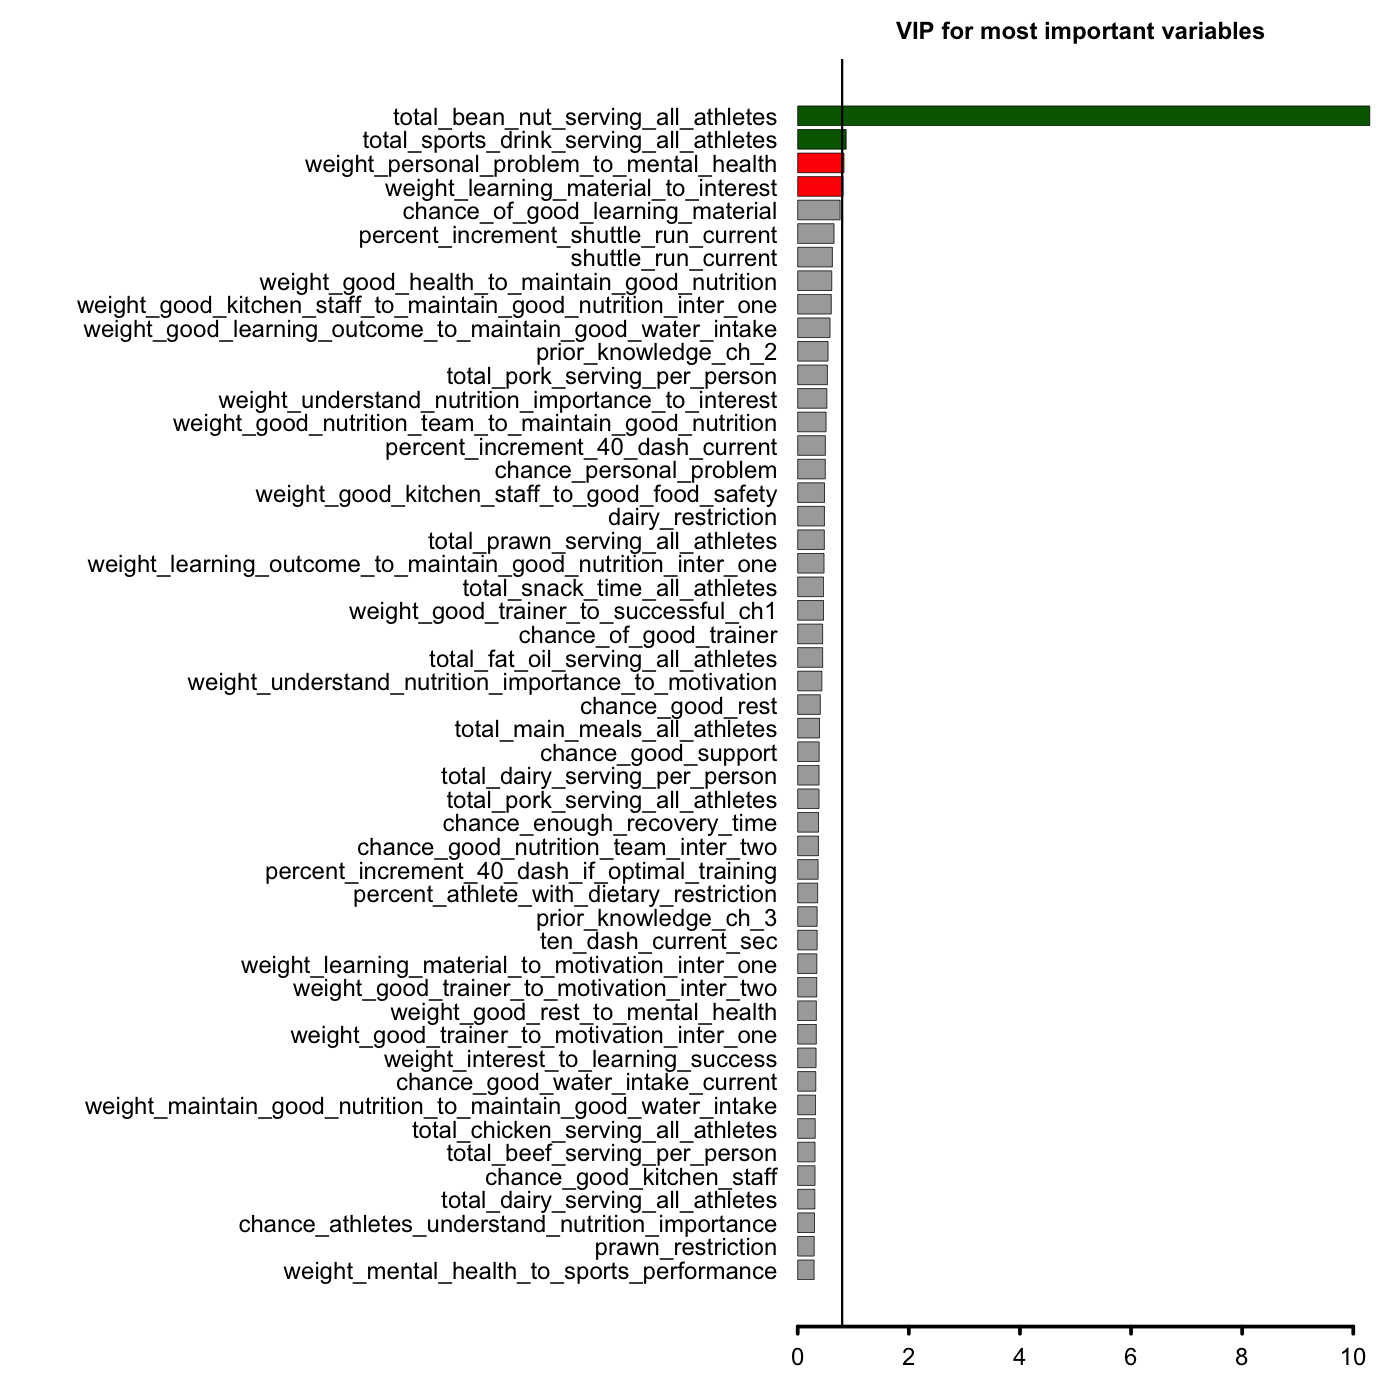 VIP for most important variables
total_bean_nut_serving_all_athletes
total_sports_drink_serving_all_athletes
weight_personal_problem_to_mental_health
weight_learning_material_to_interest
chance_of_good_learning_material
percent_increment_shuttle_run_current
shuttle_run_current
weight_good_health_to_maintain_good_nutrition
weight_good_kitchen_staff_to_maintain_good_nutrition_inter_one
weight_good_learning_outcome_to_maintain_good_water_intake
prior_knowledge_ch_2
total_pork_serving_per_person
weight_understand_nutrition_importance_to_interest
weight_good_nutrition_team_to_maintain_good_nutrition
percent_increment_40_dash_current
chance_personal_problem
weight_good_kitchen_staff_to_good_food_safety
dairy_restriction
total_prawn_serving_all_athletes
weight_learning_outcome_to_maintain_good_nutrition_inter_one
total_snack_time_all_athletes
weight_good_trainer_to_successful_ch1
chance_of_good_trainer
total_fat_oil_serving_all_athletes
weight_understand_nutrition_importance_to_motivation
chance_good_rest
total_main_meals_all_athletes
chance_good_support
total_dairy_serving_per_person
total_pork_serving_all_athletes
chance_enough_recovery_time
chance_good_nutrition_team_inter_two
percent_increment_40_dash_if_optimal_training
percent_athlete_with_dietary_restriction
prior_knowledge_ch_3
ten_dash_current_sec
weight_learning_material_to_motivation_inter_one
weight_good_trainer_to_motivation_inter_two
weight_good_rest_to_mental_health
weight_good_trainer_to_motivation_inter_one
weight_interest_to_learning_success
chance_good_water_intake_current
weight_maintain_good_nutrition_to_maintain_good_water_intake
total_chicken_serving_all_athletes
total_beef_serving_per_person
chance_good_kitchen_staff
total_dairy_serving_all_athletes
chance_athletes_understand_nutrition_importance
prawn_restriction
weight_mental_health_to_sports_performance
0 2 4 6 8 10